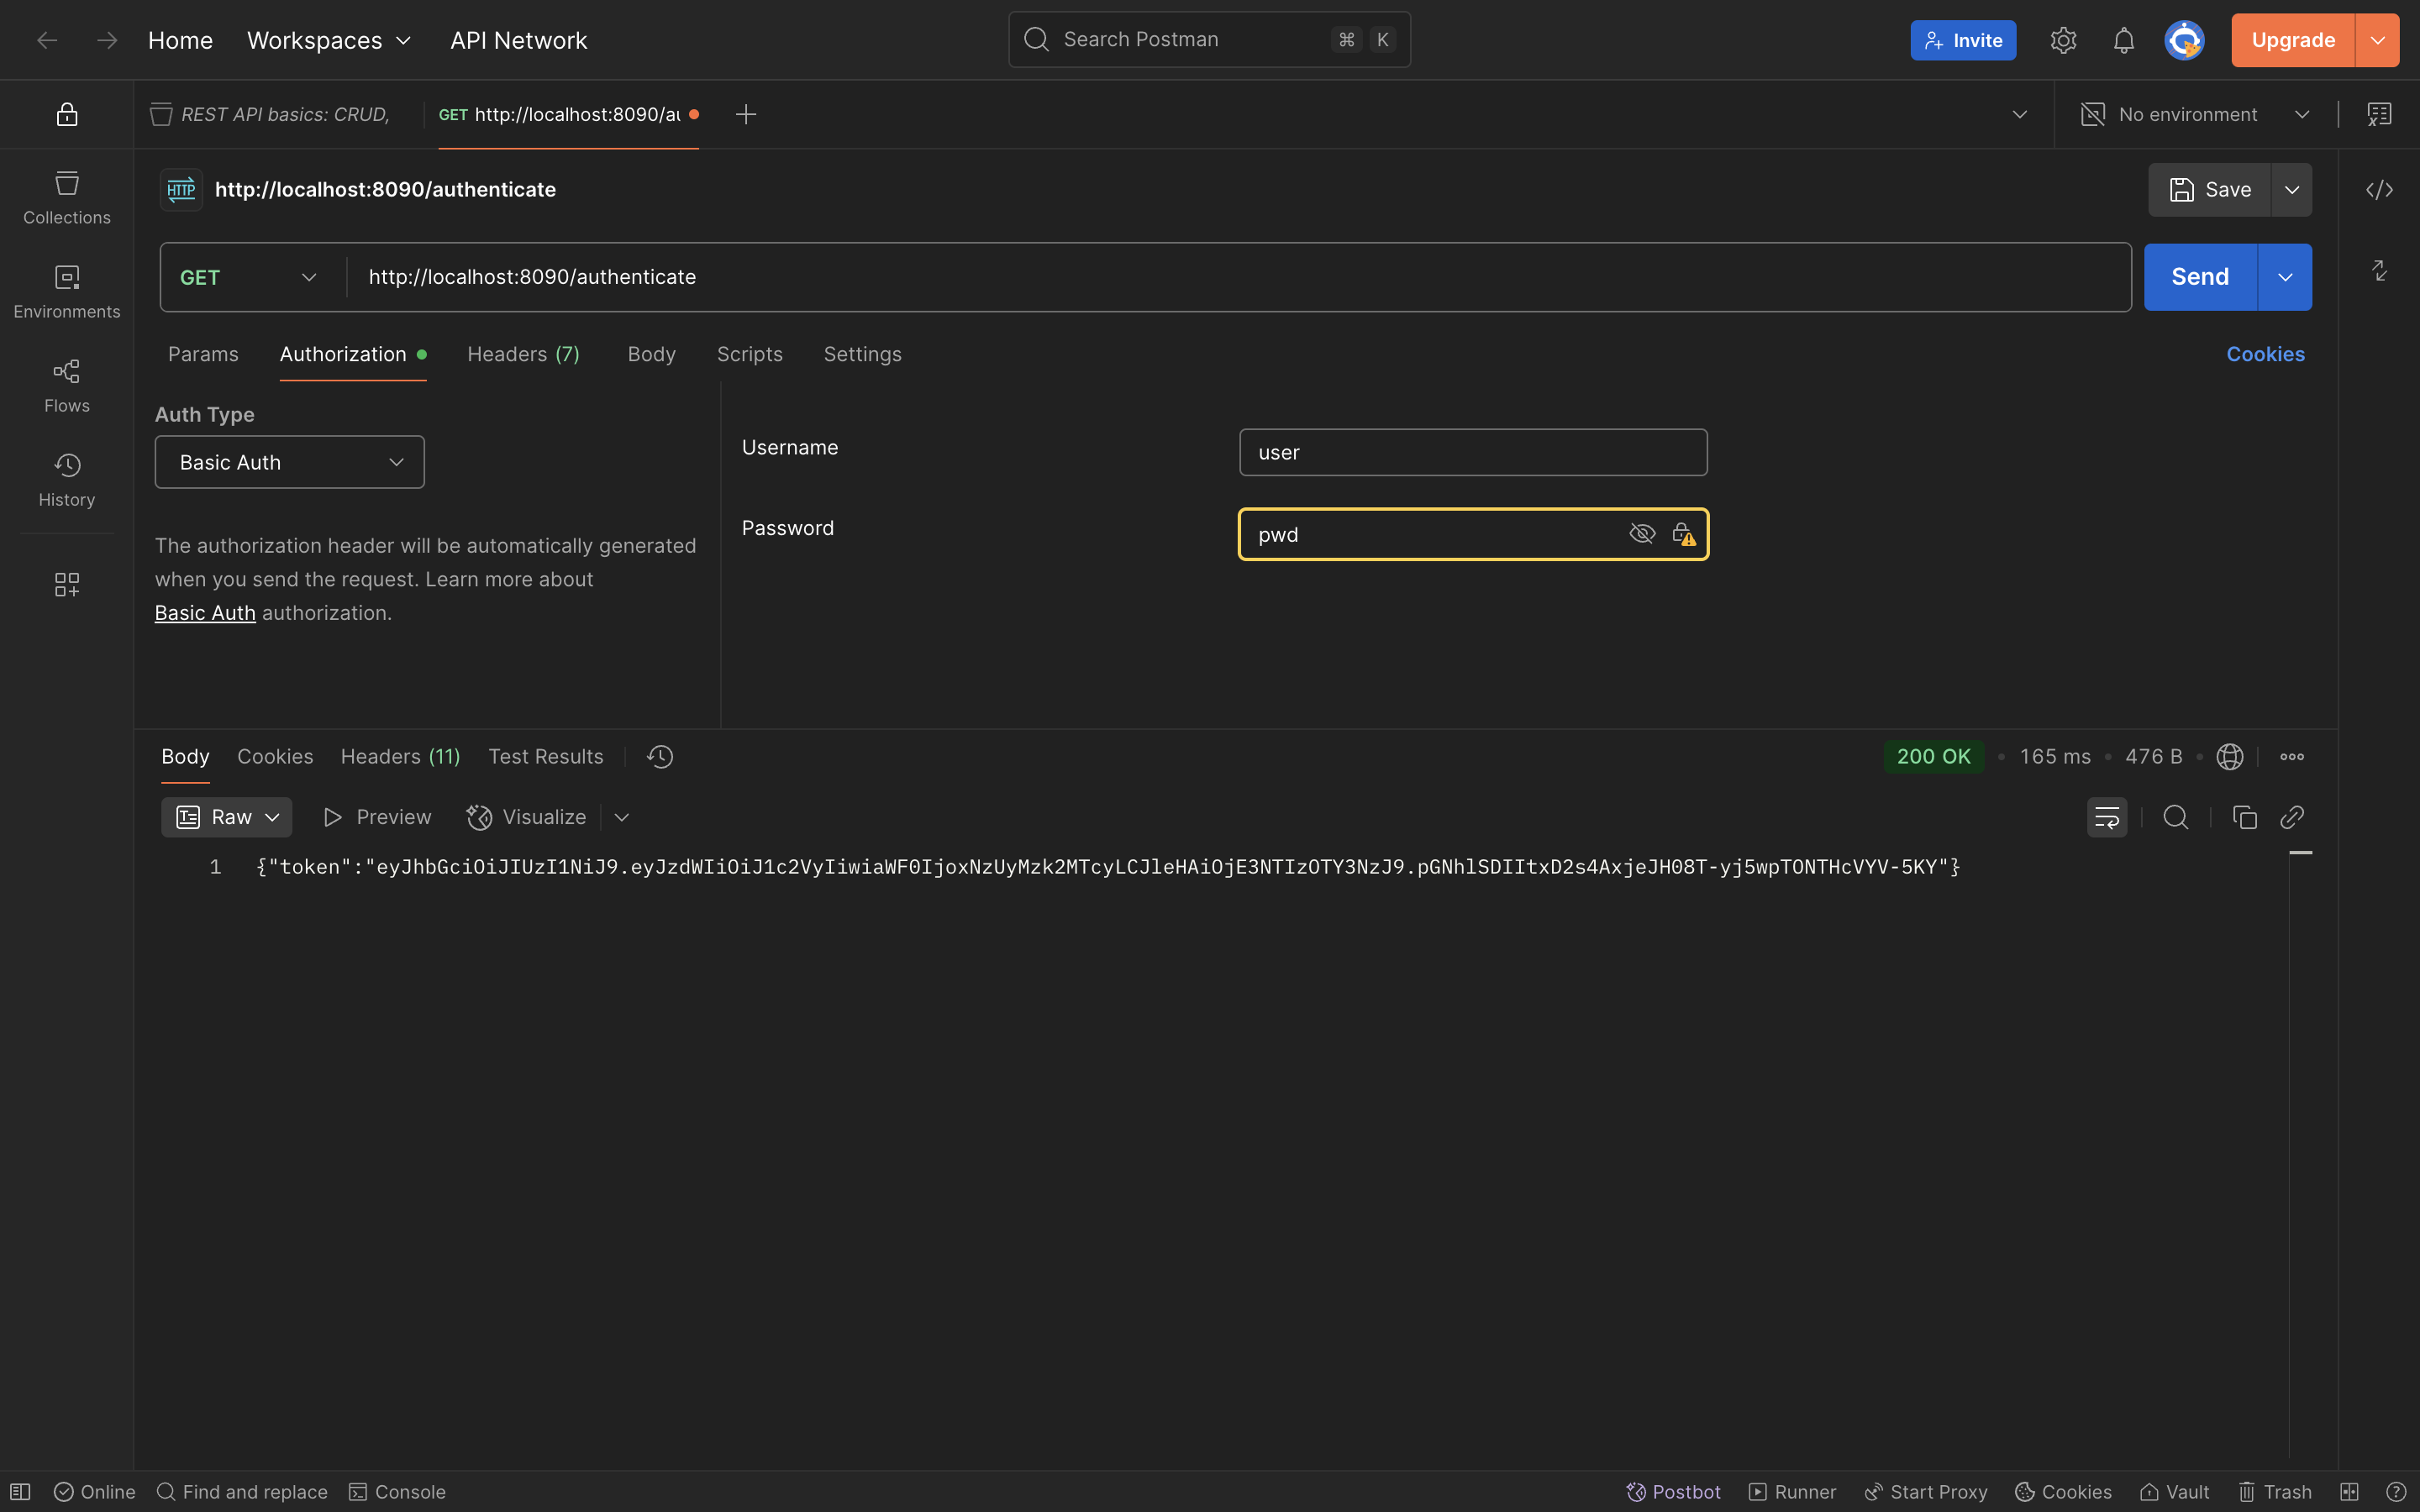 Home Workspaces API Network Search Postman ⌘ K Invite Upgrade
REST API basics: CRUD, GET http://localhost:8090/au No environment
HTTP http://localhost:8090/authenticate Save
Collections
GET http://localhost:8090/authenticate Send
Environments
Params Authorization Headers (7) Body Scripts Settings Cookies
Flows
Auth Type
Username user
Basic Auth
History
Password pwd
The authorization header will be automatically generated
when you send the request. Learn more about
Basic Auth authorization.
Body Cookies Headers (11) Test Results 200 OK • 165 ms • 476 B •
Raw Preview Visualize
1 {"token":"eyJhbGciOiJIUzI1NiJ9.eyJzdWIiOiJ1c2VyIiwiaWF0IjoxNzUyMzk2MTcyLCJleHAiOjE3NTIzOTY3NzJ9.pGNhlSDIItxD2s4AxjeJH08T-yj5wpTONTHcVYV-5KY"}
Online Find and replace Console Postbot Runner Start Proxy Cookies Vault Trash